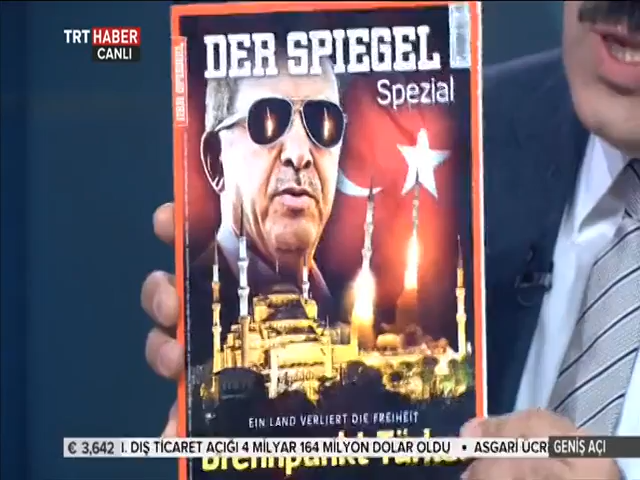 TRT HABER
CANLI
DER SPIEGEL
DER SPIEGEL
Spezial
EIN LAND VERLIERT DIE FREIHEIT
Brennpunkt
€ 3,642 I. DIŞ TİCARET AÇIĞI 4 MİLYAR 164 MİLYON DOLAR OLDU • ASGARİ ÜCR GENİŞ AÇI